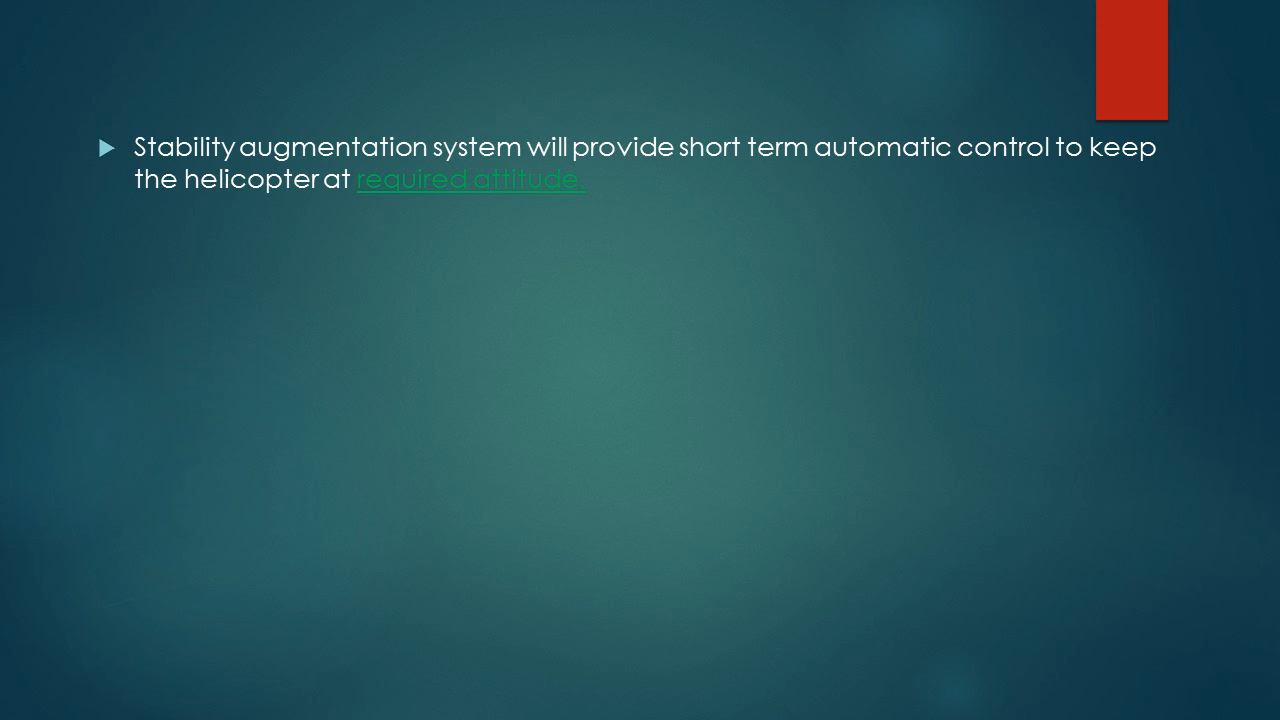 Stability augmentation system will provide short term automatic control to keep
the helicopter at required attitude.